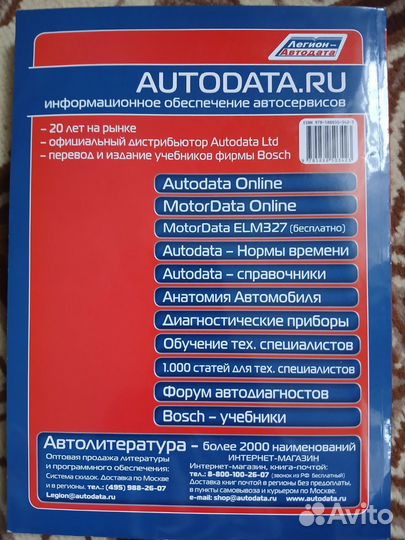 Легион-
Автодата
AUTODATA.RU
информационное обеспечение автосервисов
– 20 лет на рынке
– официальный дистрибьютор Autodata Ltd
– перевод и издание учебников фирмы Bosch
Autodata Online
MotorData Online
MotorData ELM327 (бесплатно)
Autodata – Нормы времени
Autodata – справочники
Анатомия Автомобиля
Диагностические приборы
Обучение тех. специалистов
1.000 статей для тех. специалистов
Форум автодиагностов
Bosch – учебники
Автолитература – более 2000 наименований
ИНТЕРНЕТ-МАГАЗИН
Оптовая продажа литературы
и программного обеспечения:
Система скидок. Доставка по Москве
и в регионы. тел.: (495) 988-26-07
Legion@autodata.ru
Интернет-магазин, книга-почтой:
тел.: 8-800-100-26-07 (звонки по РФ бесплатный)
Доставка книг почтой в регионы без предоплаты,
в пункты самовывоза и курьером по Москве.
e-mail: shop@autodata.ru www.autodata.ru
Avito